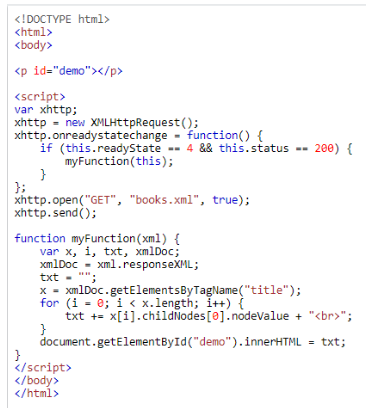 <!DOCTYPE html>
<html>
<body>

<p id="demo"></p>

<script>
var xhttp;
xhttp = new XMLHttpRequest();
xhttp.onreadystatechange = function() {
    if (this.readyState == 4 && this.status == 200) {
        myFunction(this);
    }
};
xhttp.open("GET", "books.xml", true);
xhttp.send();

function myFunction(xml) {
    var x, i, txt, xmlDoc;
    xmlDoc = xml.responseXML;
    txt = "";
    x = xmlDoc.getElementsByTagName("title");
    for (i = 0; i < x.length; i++) {
        txt += x[i].childNodes[0].nodeValue + "<br>";
    }
    document.getElementById("demo").innerHTML = txt;
}
</script>
</body>
</html>